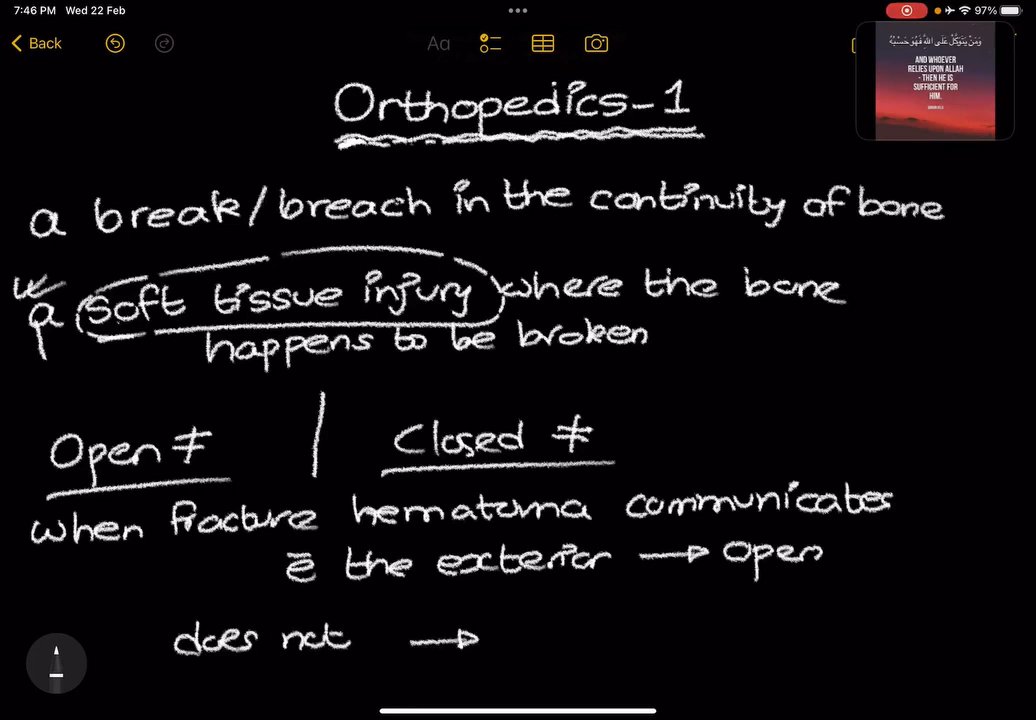 7:46 PM Wed 22 Feb
97%
Back
Aa
وَمَن يَتَوَكَّلْ عَلَى اللَّهِ فَهُوَ حَسْبُهُ
AND WHOEVER
RELIES UPON ALLAH
- THEN HE IS
SUFFICIENT FOR
HIM.
Orthopedics-1
a break/breach in the continuity of bone
a soft tissue injury where the bone
happens to be broken
Open ≠ | Closed ≠
when fracture hematoma communicates
c̄ the exterior → Open
does not →